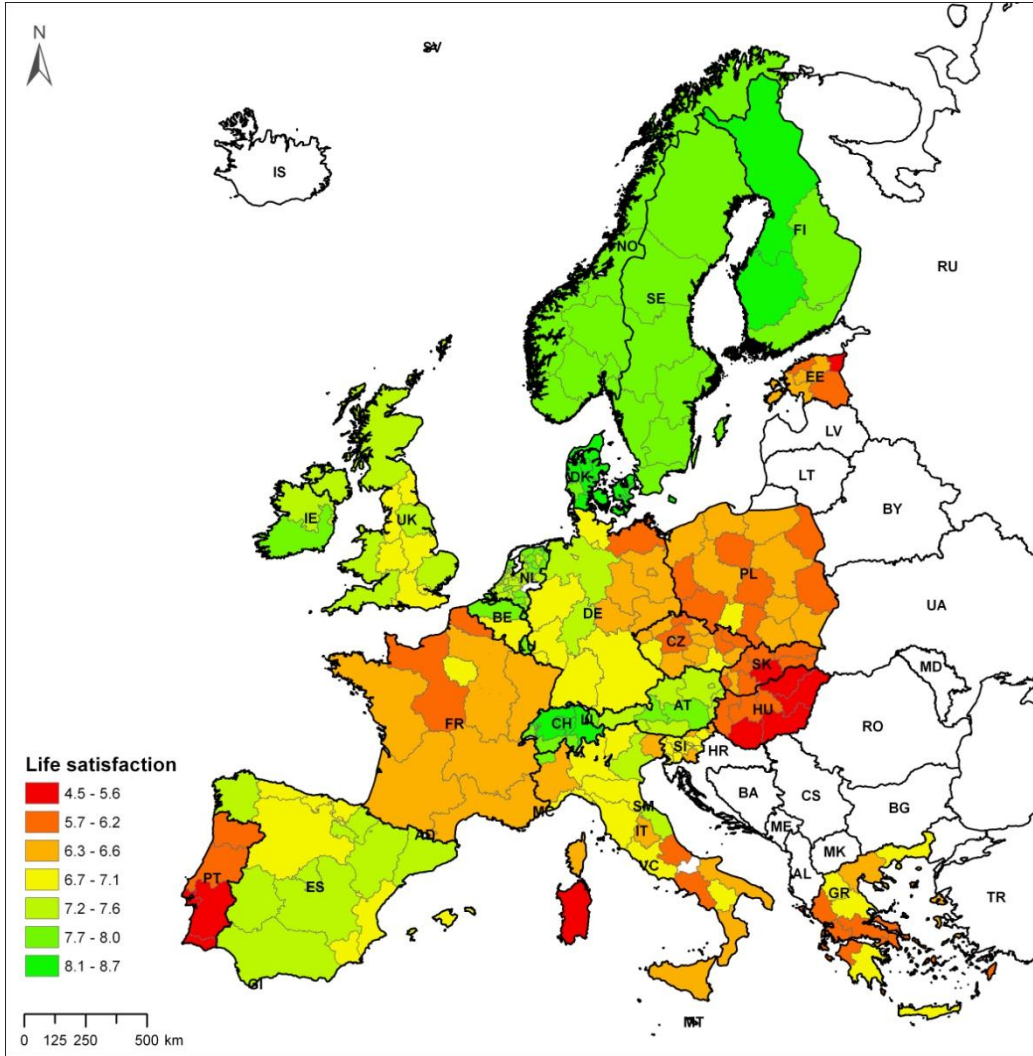 N
SV
IS
NO
FI
SE
RU
EE
LV
DK
LT
BY
IE
UK
NL
PL
BE
DE
UA
LU
CZ
SK
MD
FR
CH
LI
AT
HU
RO
SI
HR
BA
CS
MC
SM
BG
AD
IT
ME
MK
VC
AL
PT
ES
GR
TR
GI
MT
Life satisfaction
4.5 - 5.6
5.7 - 6.2
6.3 - 6.6
6.7 - 7.1
7.2 - 7.6
7.7 - 8.0
8.1 - 8.7
0 125 250 500 km